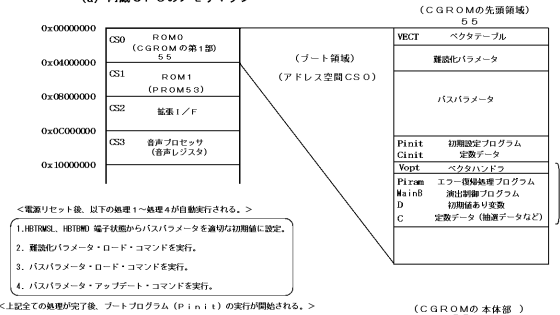 (a) 内蔵CPUのアドレスマップ
(CGROMの先頭領域)
55
0x00000000
CS0 ROM0
(CGROMの第1部)
55
0x04000000
CS1 ROM1
(PROM53)
0x08000000
CS2 拡張I/F
0x0C000000
CS3 音声プロセッサ
(音声レジスタ)
0x10000000
(ブート領域)
(アドレス空間CS0)
VECT ベクタテーブル
難読化パラメータ
バスパラメータ
Pinit 初期設定プログラム
Cinit 定数データ
Vopt ベクタハンドラ
Piram エラー復帰処理プログラム
MainB 演出制御プログラム
D 初期値あり変数
C 定数データ(抽選データなど)
<電源リセット後、以下の処理1～処理4が自動実行される。>
1.HBTRMSL、HBTBWD 端子状態からバスパラメータを適切な初期値に設定。
2. 難読化パラメータ・ロード・コマンドを実行。
3. バスパラメータ・ロード・コマンドを実行。
4. バスパラメータ・アップデート・コマンドを実行。
<上記全ての処理が完了後、ブートプログラム(Pinit)の実行が開始される。>
(CGROMの本体部 )